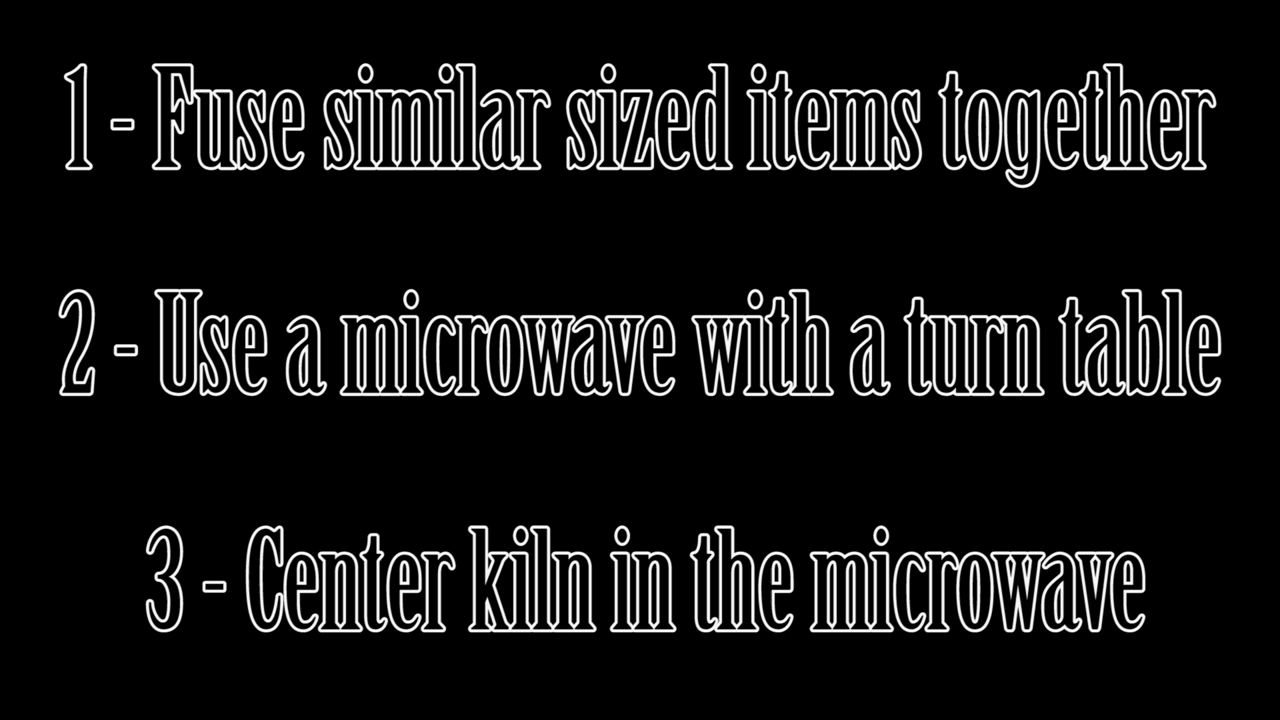 1 - Fuse similar sized items together
2 - Use a microwave with a turn table
3 - Center kiln in the microwave